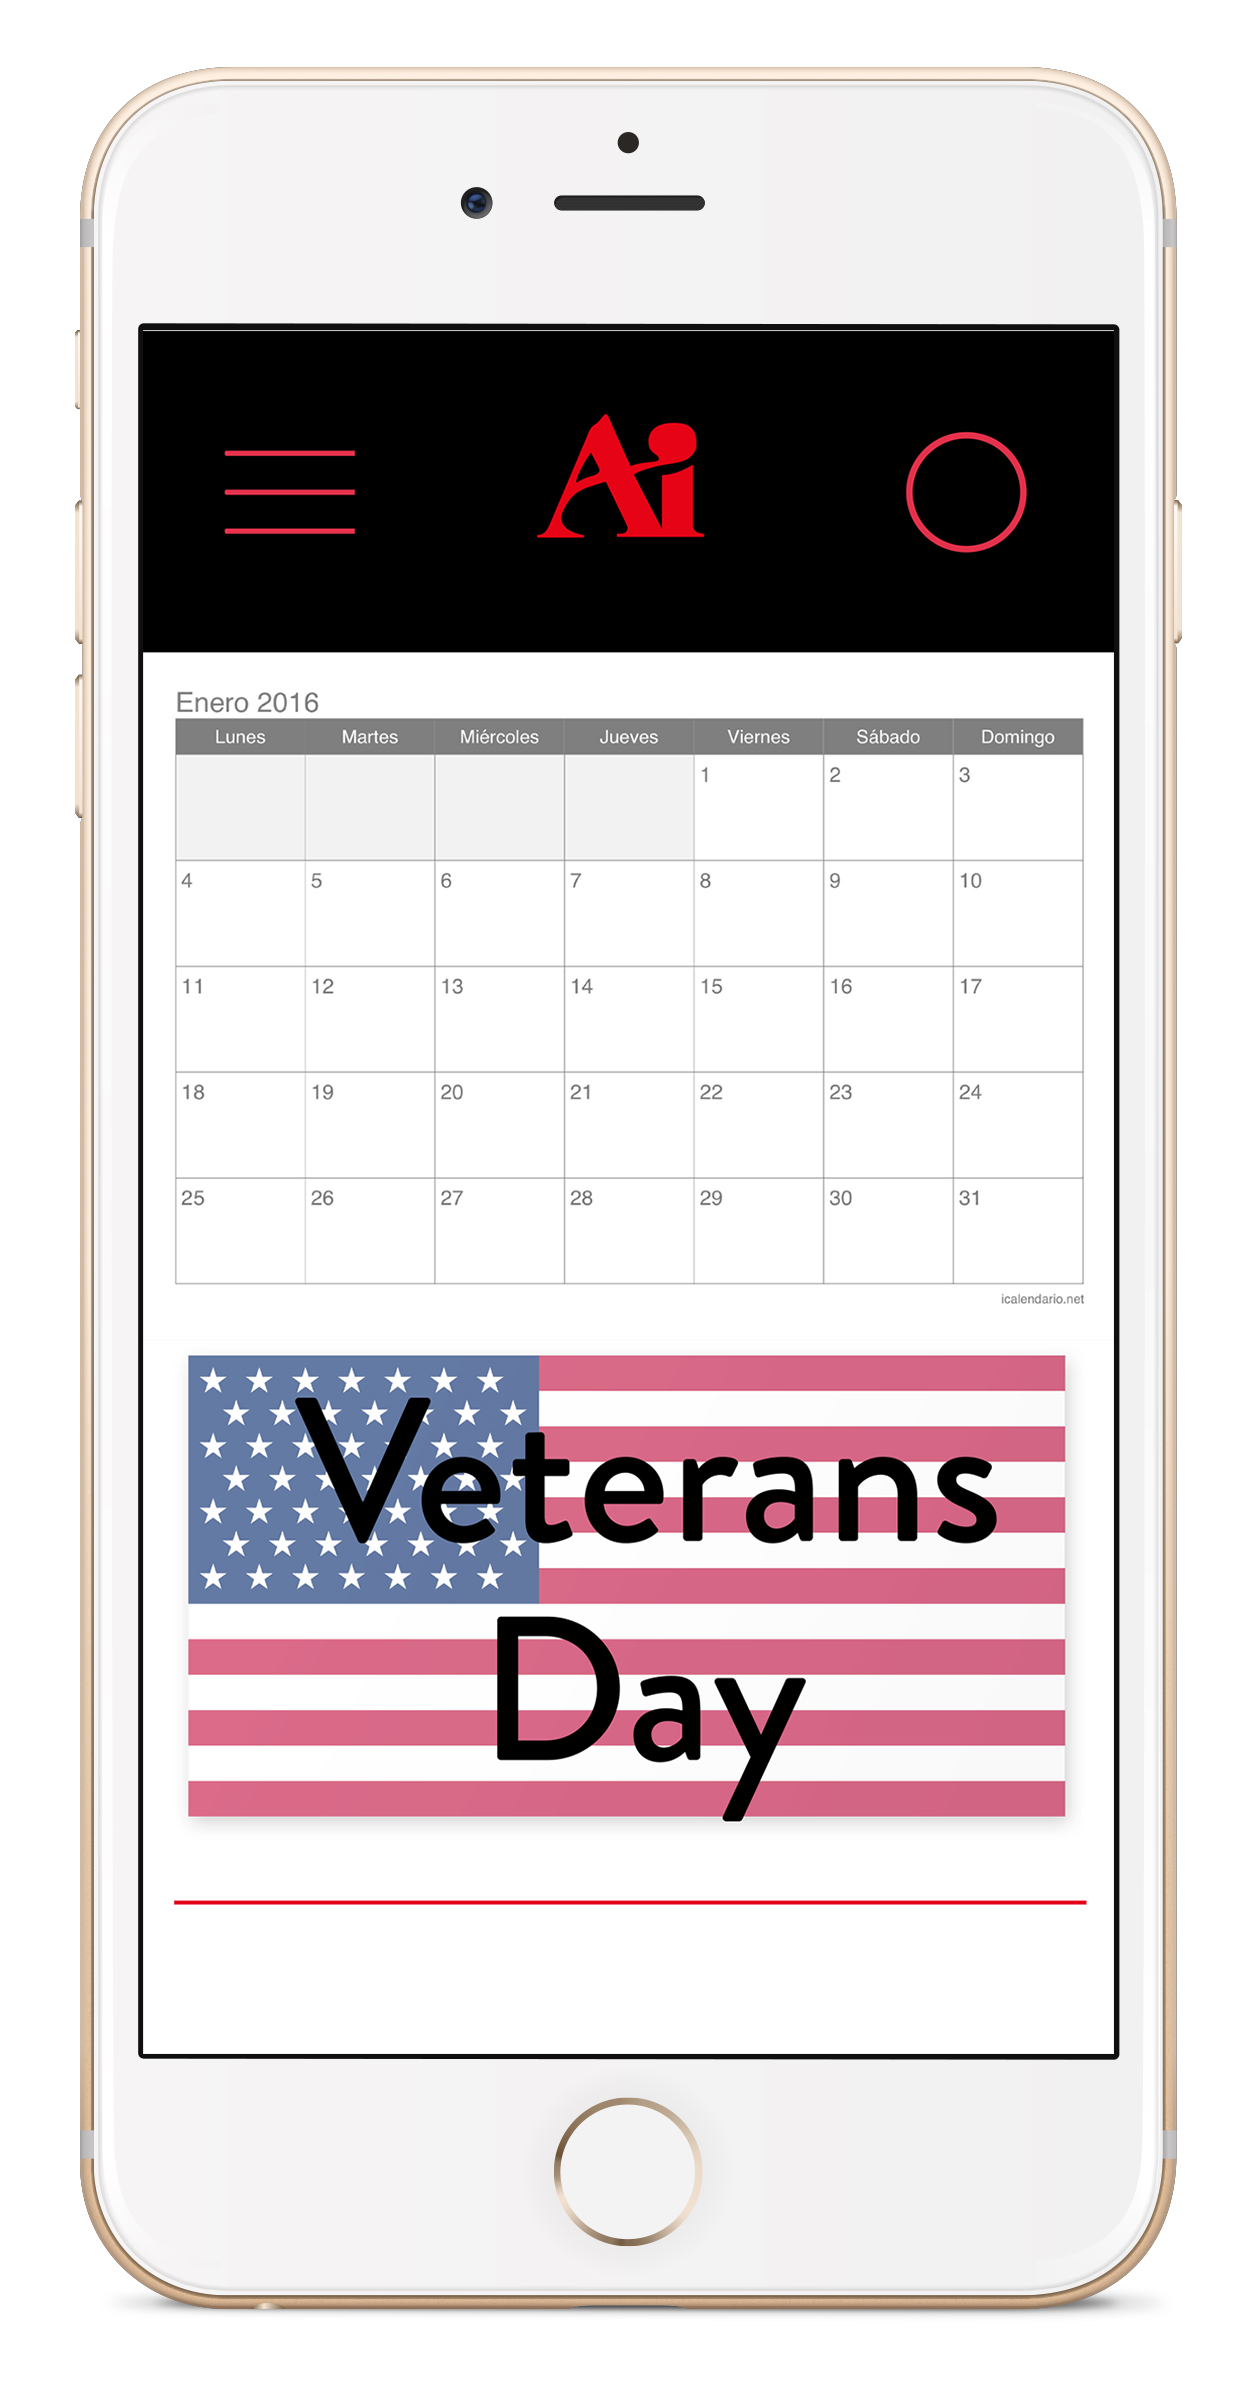 Ai
Enero 2016
Lunes Martes Miércoles Jueves Viernes Sábado Domingo
1 2 3
4 5 6 7 8 9 10
11 12 13 14 15 16 17
18 19 20 21 22 23 24
25 26 27 28 29 30 31
icalendario.net
Veterans
Day